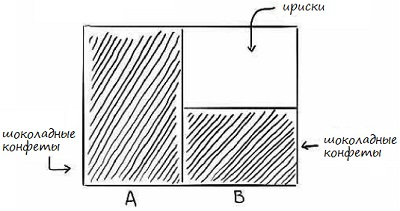 ириски
шоколадные
конфеты
шоколадные
конфеты
A
B